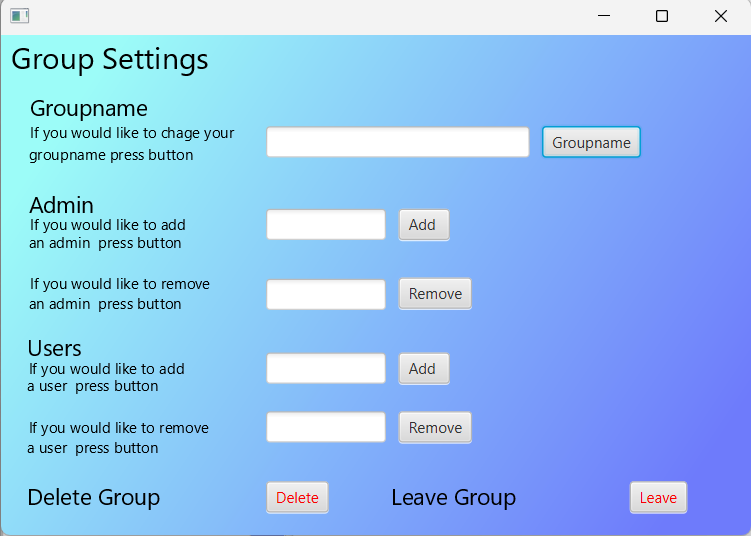 Group Settings
Groupname
If you would like to chage your
groupname press button
Groupname
Admin
If you would like to add
an admin  press button
Add
If you would like to remove
an admin  press button
Remove
Users
If you would like to add
a user  press button
Add
If you would like to remove
a user  press button
Remove
Delete Group
Delete
Leave Group
Leave